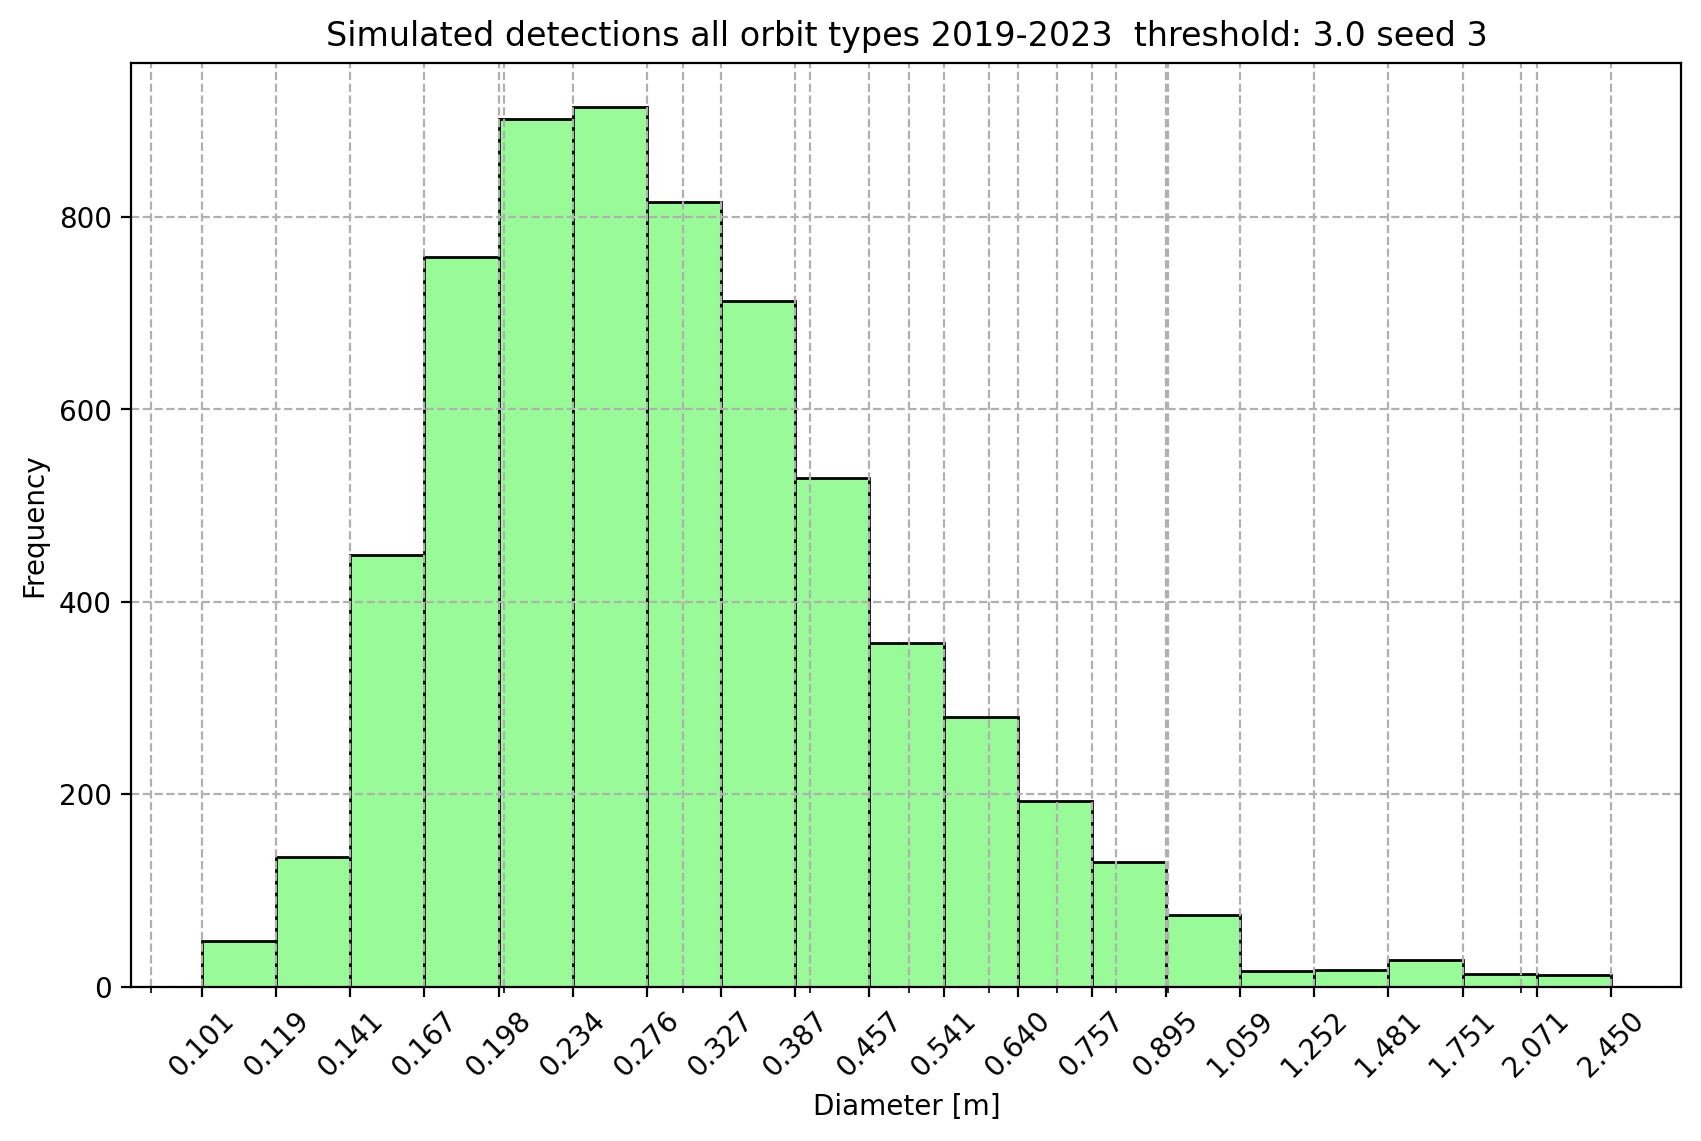 Simulated detections all orbit types 2019-2023  threshold: 3.0 seed 3
Frequency
800
600
400
200
0
0.101 0.119 0.141 0.167 0.198 0.234 0.276 0.327 0.387 0.457 0.541 0.640 0.757 0.895 1.059 1.252 1.481 1.751 2.071 2.450
Diameter [m]